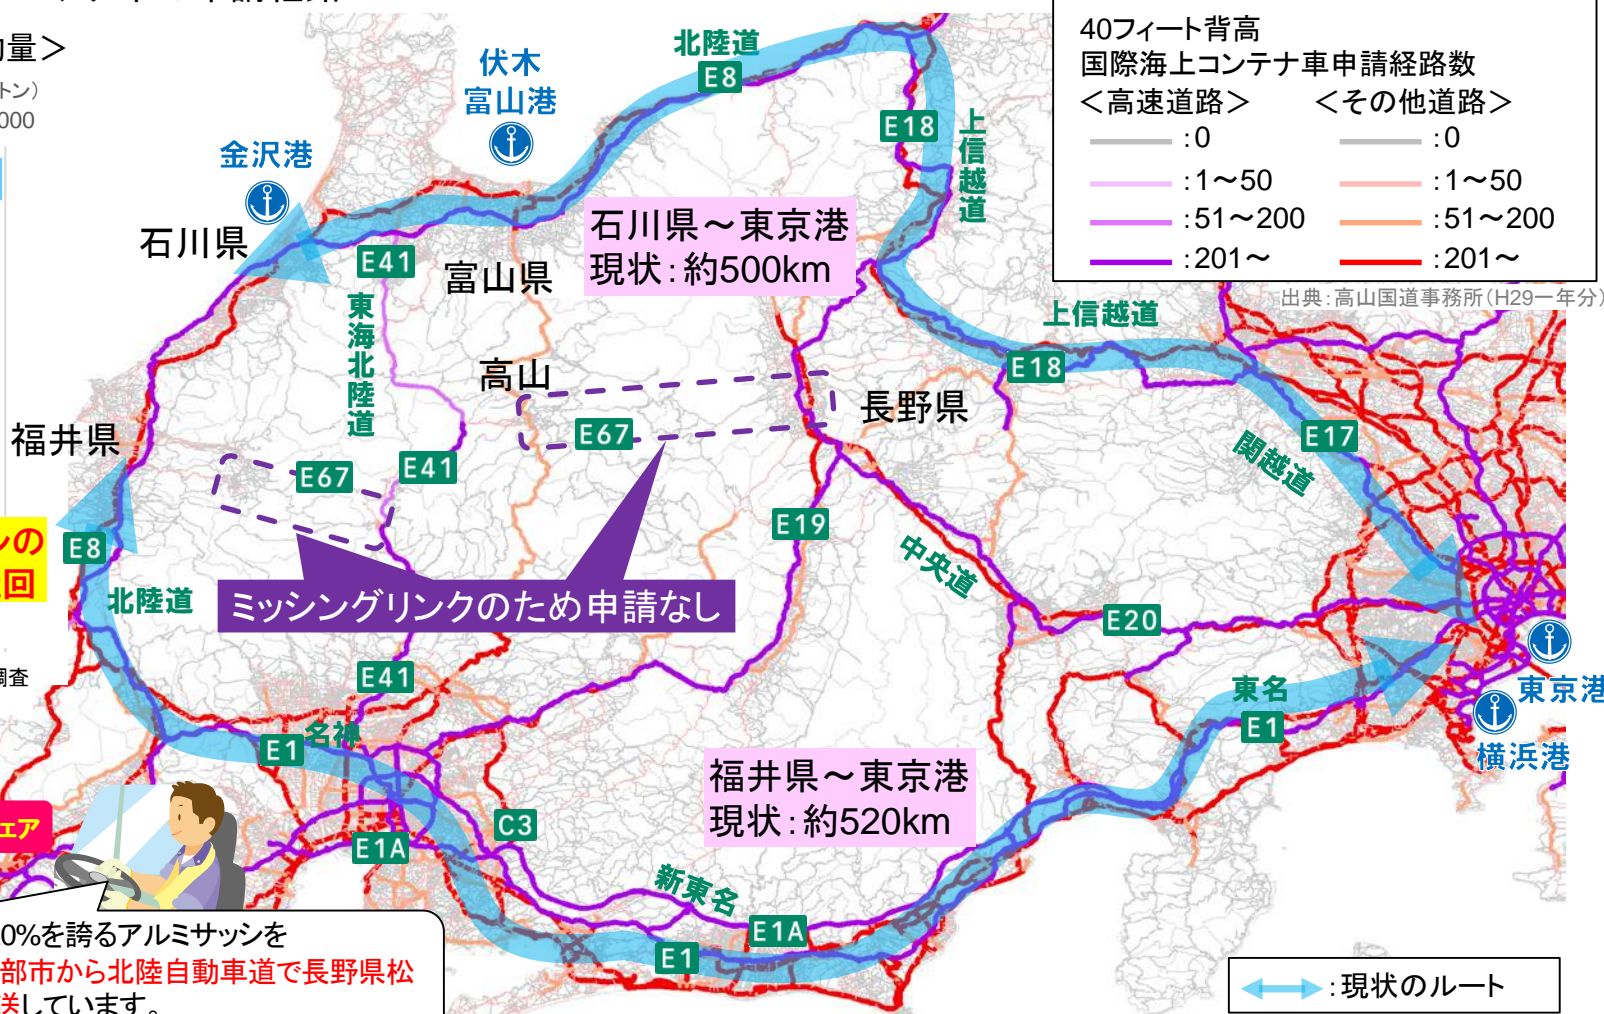 量＞
トン）
000
40フィート背高
国際海上コンテナ車申請経路数
＜高速道路＞ ＜その他道路＞
:0 :0
:1～50 :1～50
:51～200 :51～200
:201～ :201～
出典：高山国道事務所（H29一年分）
北陸道
E8
伏木
富山港
金沢港
E18
上信越道
石川県
石川県～東京港
現状：約500km
E41
富山県
東海北陸道
上信越道
E18
高山
長野県
E67
E17
関越道
福井県
E67
E41
E19
中央道
ンの
回
E8
北陸道
ミッシングリンクのため申請なし
E20
調査
E41
東名
E1
東京港
横浜港
名神
E1
福井県～東京港
現状：約520km
ェア
C3
E1A
新東名
E1A
E1
0%を誇るアルミサッシを
部市から北陸自動車道で長野県松
送しています。
：現状のルート